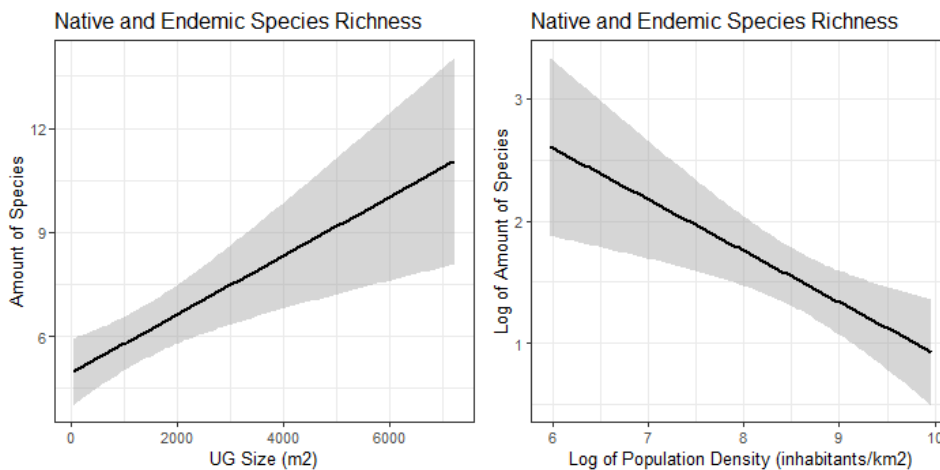 Native and Endemic Species Richness
Amount of Species
12
9
6
0
2000
4000
6000
UG Size (m2)
Native and Endemic Species Richness
Log of Amount of Species
3
2
1
6
7
8
9
10
Log of Population Density (inhabitants/km2)